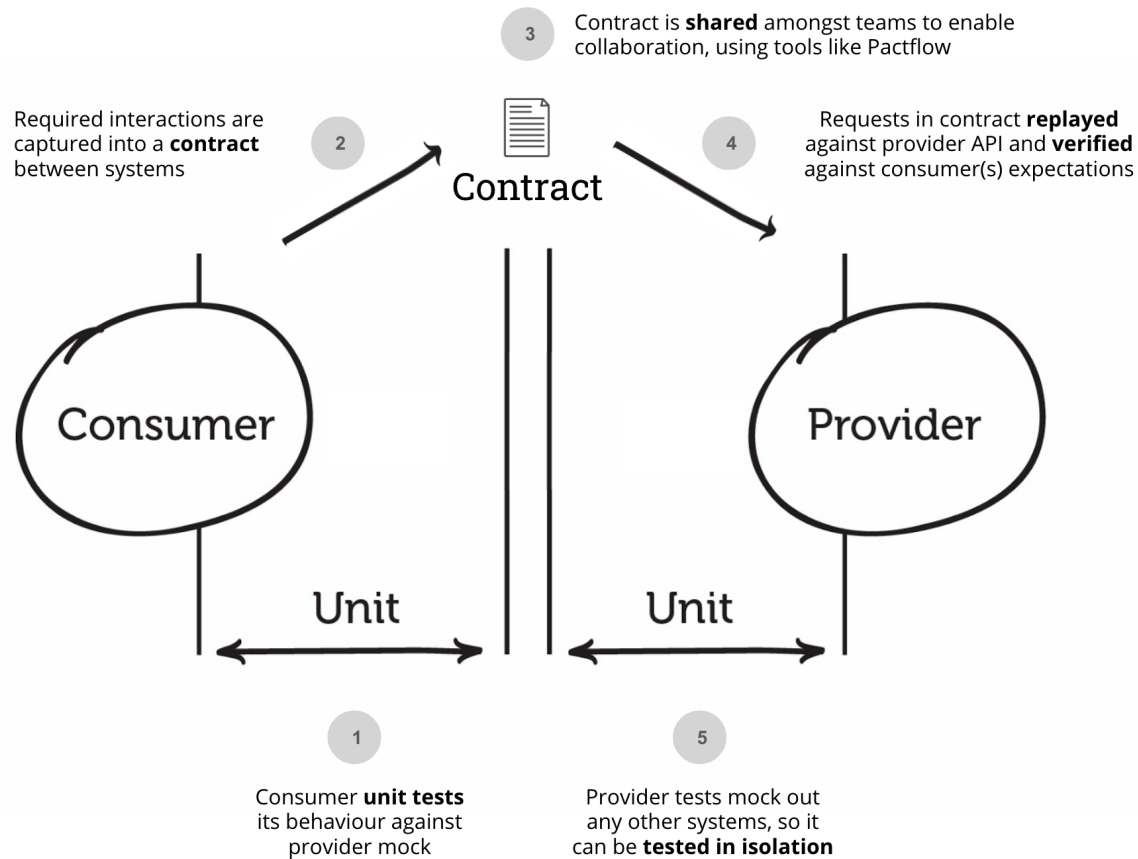 3
Contract is shared amongst teams to enable
collaboration, using tools like Pactflow
Required interactions are
captured into a contract
between systems
2
Contract
4
Requests in contract replayed
against provider API and verified
against consumer(s) expectations
Consumer
Provider
Unit
Unit
1
Consumer unit tests
its behaviour against
provider mock
5
Provider tests mock out
any other systems, so it
can be tested in isolation